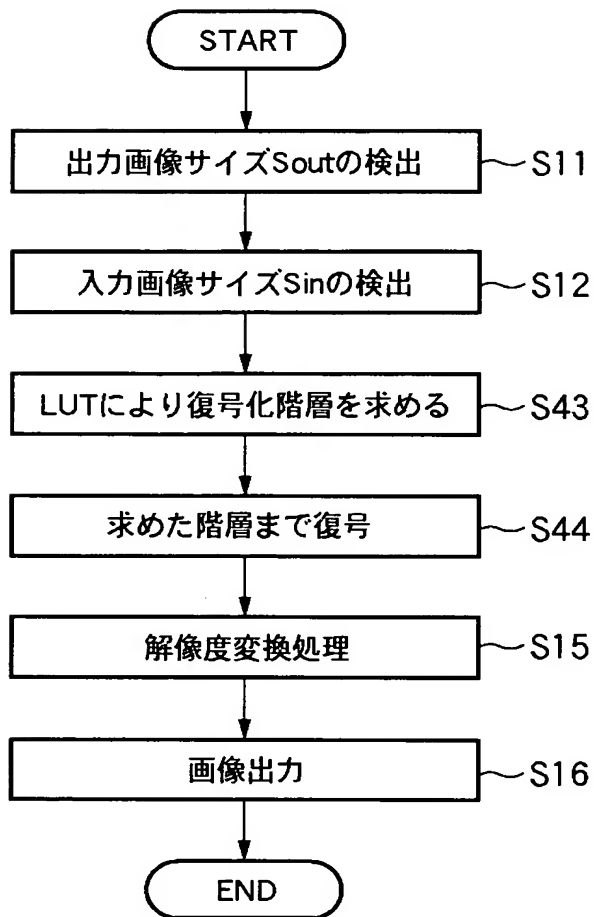 START
出力画像サイズSoutの検出 S11
入力画像サイズSinの検出 S12
LUTにより復号化階層を求める S43
求めた階層まで復号 S44
解像度変換処理 S15
画像出力 S16
END